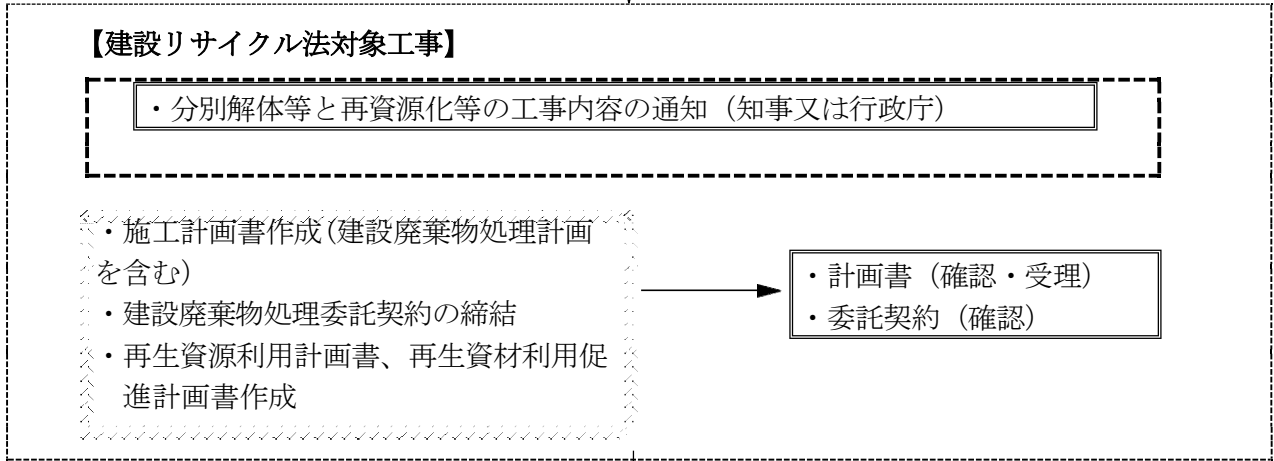 【建設リサイクル法対象工事】
・分別解体等と再資源化等の工事内容の通知（知事又は行政庁）
・施工計画書作成(建設廃棄物処理計画
を含む)
・建設廃棄物処理委託契約の締結
・再生資源利用計画書、再生資材利用促
進計画書作成
・計画書（確認・受理）
・委託契約（確認）